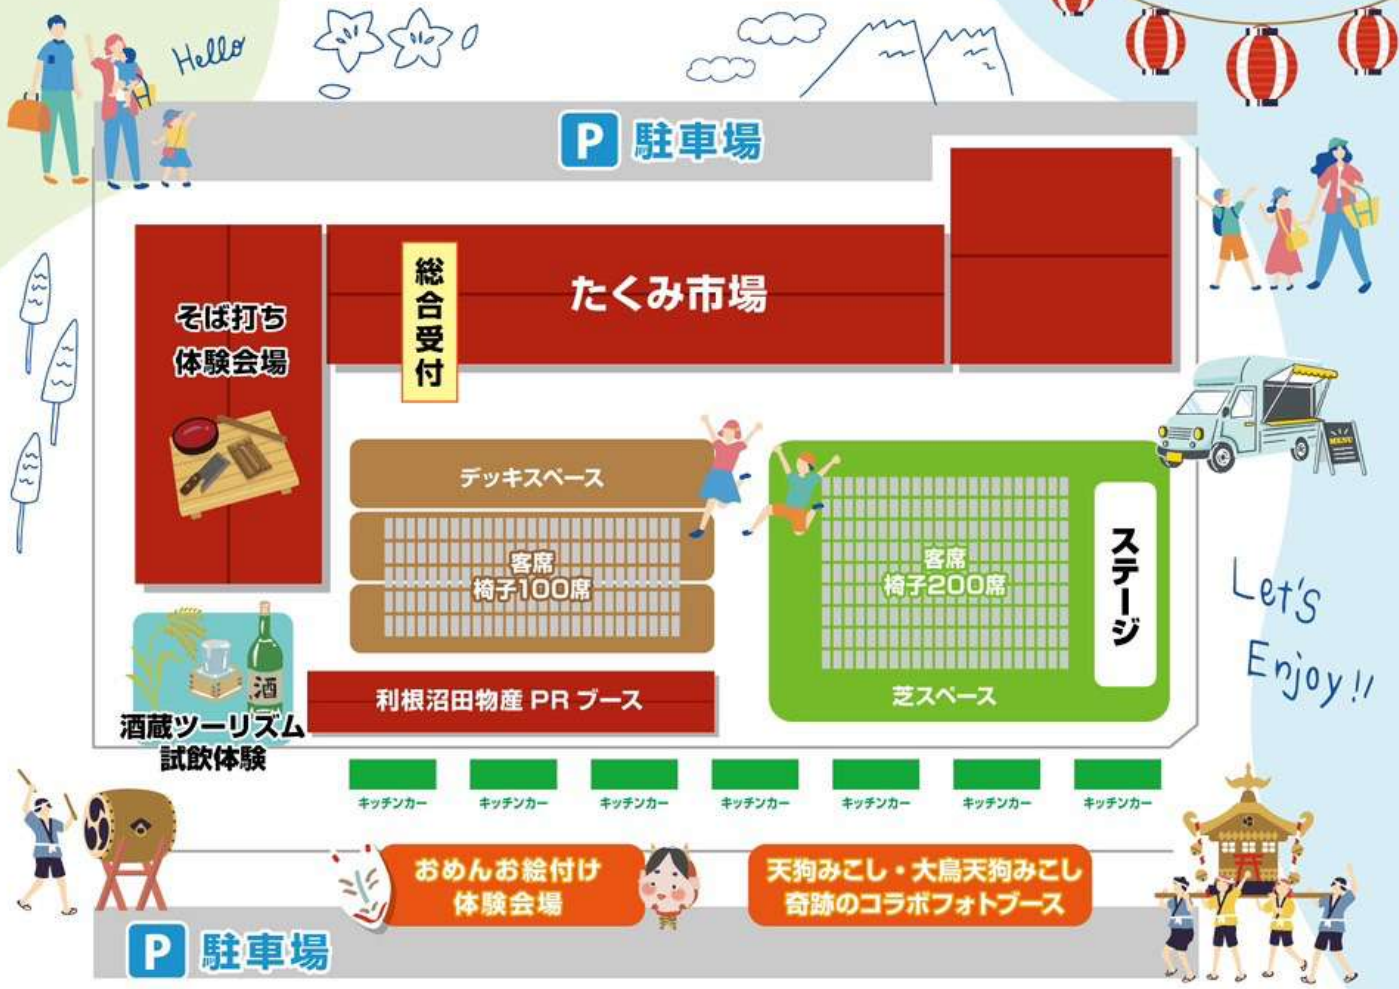 Hello
P 駐車場
そば打ち
体験会場
総合受付
たくみ市場
デッキスペース
客席
椅子100席
客席
椅子200席
ステージ
芝スペース
MENU
Let's
Enjoy!!
酒
酒蔵ツーリズム
試飲体験
利根沼田物産 PR ブース
キッチンカー
キッチンカー
キッチンカー
キッチンカー
キッチンカー
キッチンカー
キッチンカー
おめんお絵付け
体験会場
天狗みこし・大鳥天狗みこし
奇跡のコラボフォトブース
P 駐車場